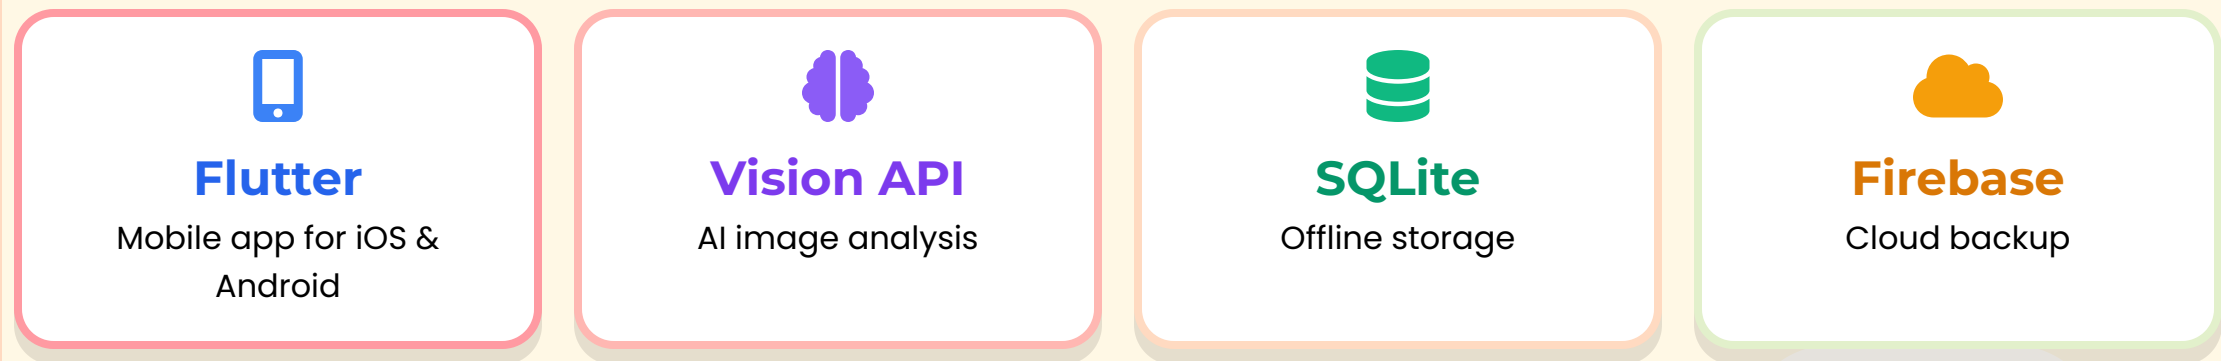 Flutter
Mobile app for iOS &
Android
Vision API
AI image analysis
SQLite
Offline storage
Firebase
Cloud backup